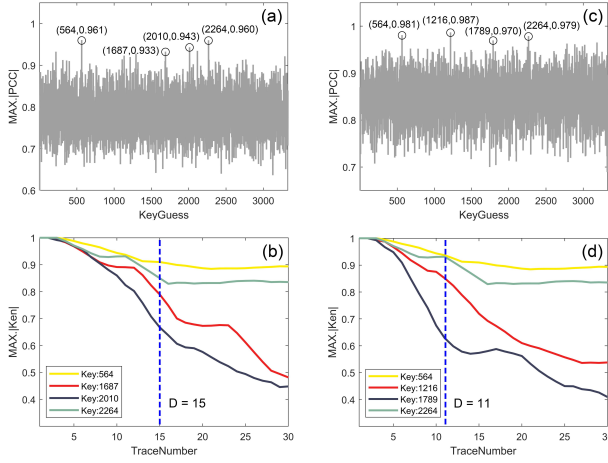 (a)
(564,0.961)
(2010,0.943)
(2264,0.960)
(1687,0.933)
MAX.|PCC|
1
0.9
0.8
0.7
0.6
500 1000 1500 2000 2500 3000
KeyGuess
(c)
(564,0.981)
(1216,0.987)
(2264,0.979)
(1789,0.970)
MAX.|PCC|
1
0.9
0.8
0.7
500 1000 1500 2000 2500 3000
KeyGuess
(b)
MAX.|Ken|
1
0.9
0.8
0.7
0.6
0.5
0.4
Key:564
Key:1687
Key:2010
Key:2264
D = 15
5 10 15 20 25 30
TraceNumber
(d)
MAX.|Ken|
1
0.9
0.8
0.7
0.6
0.5
0.4
Key:564
Key:1216
Key:1789
Key:2264
D = 11
5 10 15 20 25 30
TraceNumber